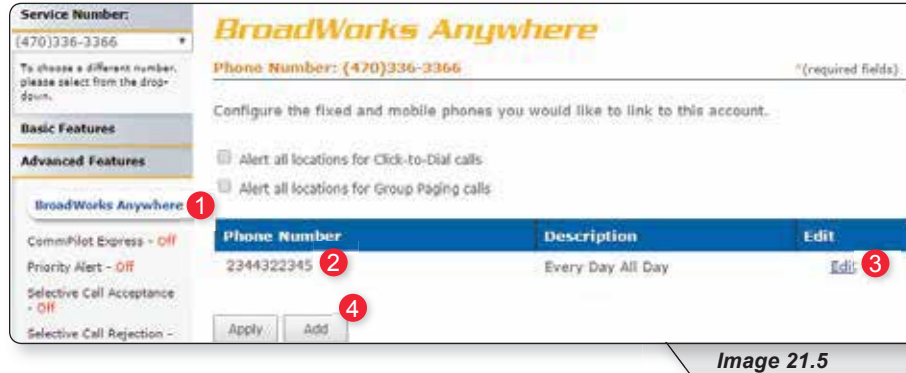 Service Number:
(470)336-3366
To choose a different number,
please select from the drop-
down.
Basic Features
Advanced Features
BroadWorks Anywhere 1
CommPilot Express - Off
Priority Alert - Off
Selective Call Acceptance
- Off
Selective Call Rejection -
BroadWorks Anywhere
Phone Number: (470)336-3366
*(required fields)
Configure the fixed and mobile phones you would like to link to this account.
Alert all locations for Click-to-Dial calls
Alert all locations for Group Paging calls
Phone Number Description Edit
2344322345 2 Every Day All Day Edit 3
4
Apply Add
Image 21.5